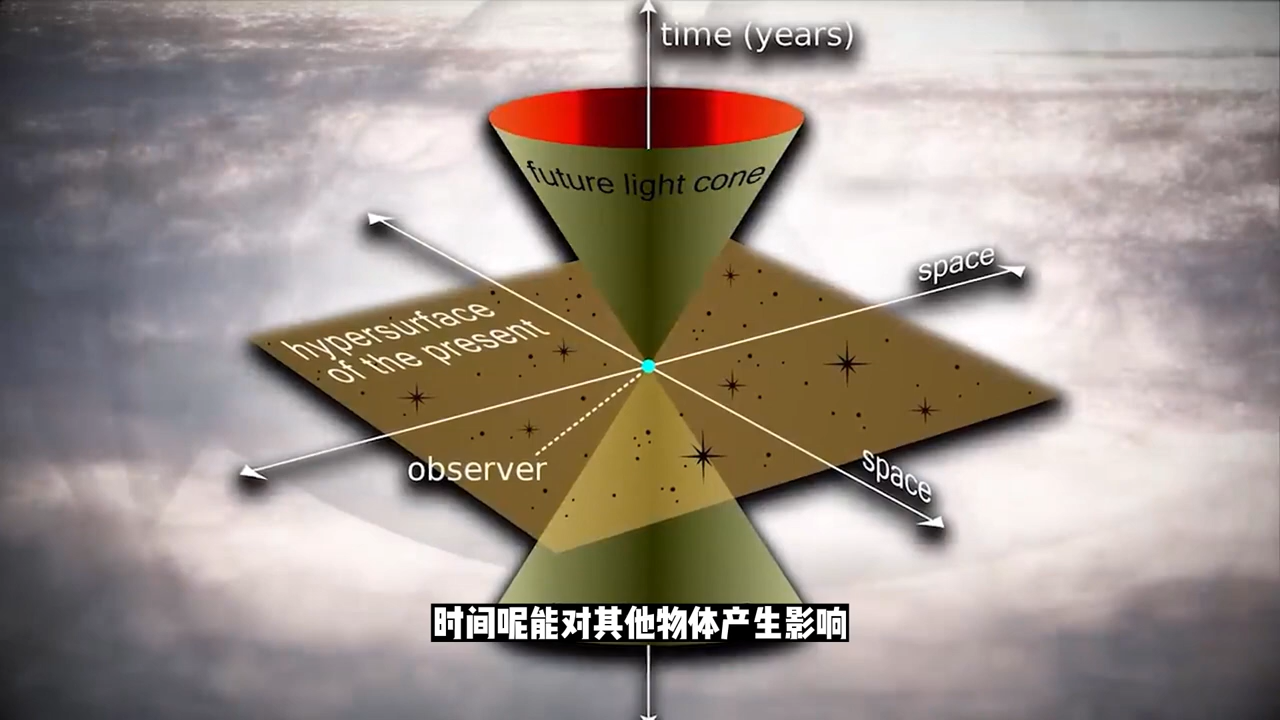 time (years)
future light cone
space
hypersurface
of the present
observer
space
时间呢能对其他物体产生影响